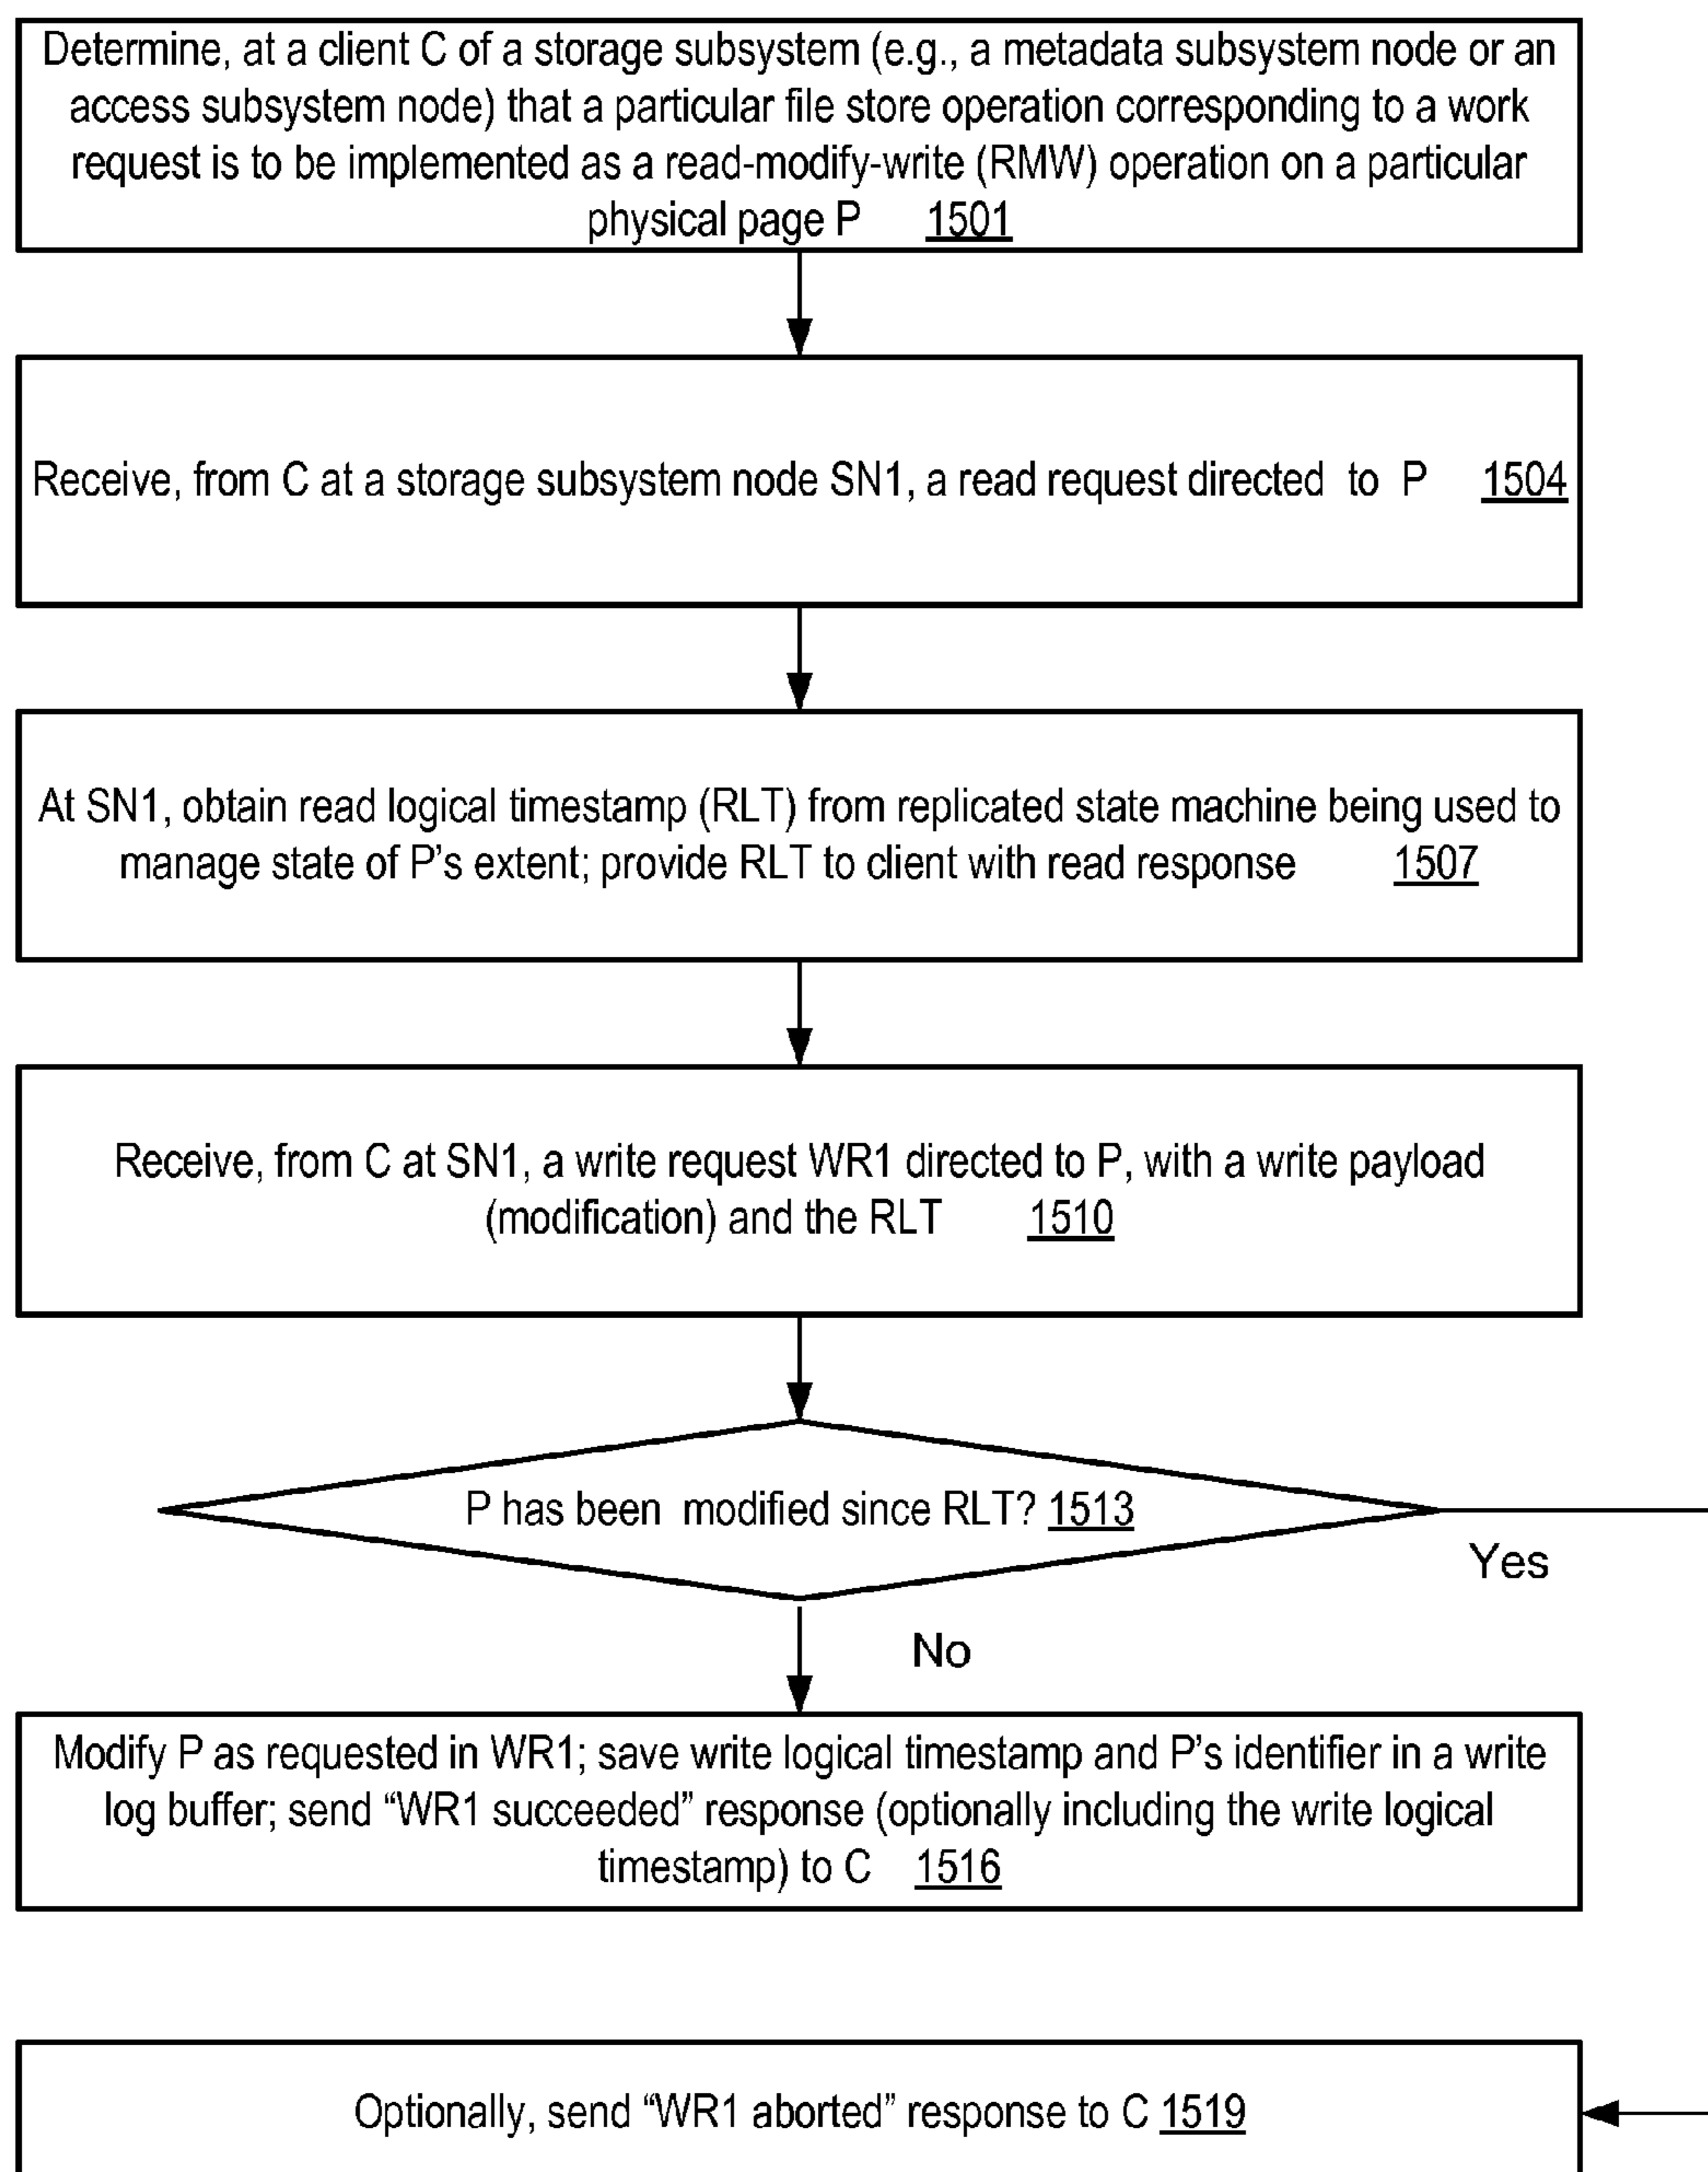 Determine, at a client C of a storage subsystem (e.g., a metadata subsystem node or an
access subsystem node) that a particular file store operation corresponding to a work
request is to be implemented as a read-modify-write (RMW) operation on a particular
physical page P 1501
Receive, from C at a storage subsystem node SN1, a read request directed to P 1504
At SN1, obtain read logical timestamp (RLT) from replicated state machine being used to
manage state of P’s extent; provide RLT to client with read response 1507
Receive, from C at SN1, a write request WR1 directed to P, with a write payload
(modification) and the RLT 1510
P has been modified since RLT? 1513
Yes
No
Modify P as requested in WR1; save write logical timestamp and P’s identifier in a write
log buffer; send “WR1 succeeded” response (optionally including the write logical
timestamp) to C 1516
Optionally, send “WR1 aborted” response to C 1519